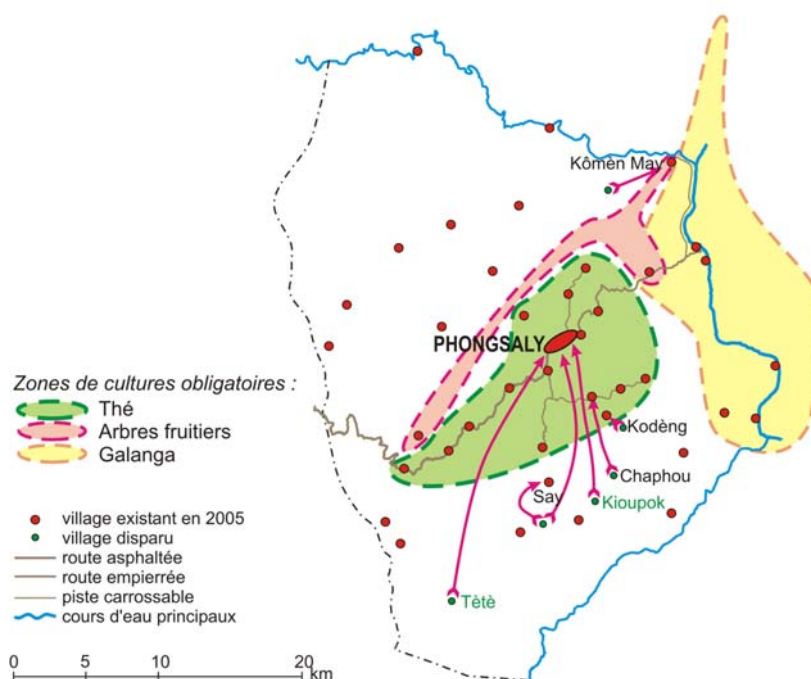 Kômèn May
PHONGSALY
Zones de cultures obligatoires :
Thé
Arbres fruitiers
Galanga
Kodèng
Chaphou
Say
Kioupok
Tètè
village existant en 2005
village disparu
route asphaltée
route empierrée
piste carrossable
cours d'eau principaux
0 5 10 20
km